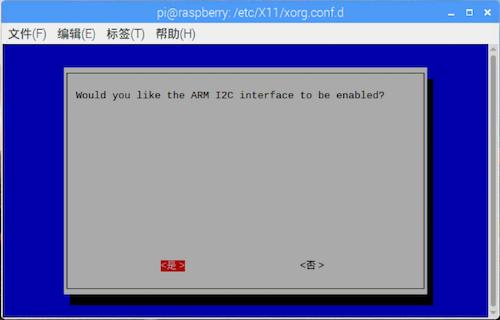 pi@raspberry: /etc/X11/xorg.conf.d
文件(F) 编辑(E) 标签(T) 帮助(H)
Would you like the ARM I2C interface to be enabled?
<是> <否>